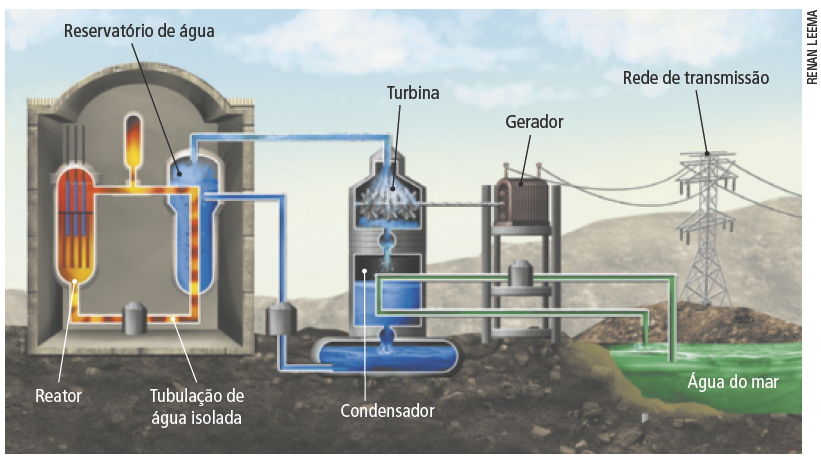 Reservatório de água
Turbina
Gerador
Rede de transmissão
RENAN LEEMA
Reator
Tubulação de
água isolada
Condensador
Água do mar